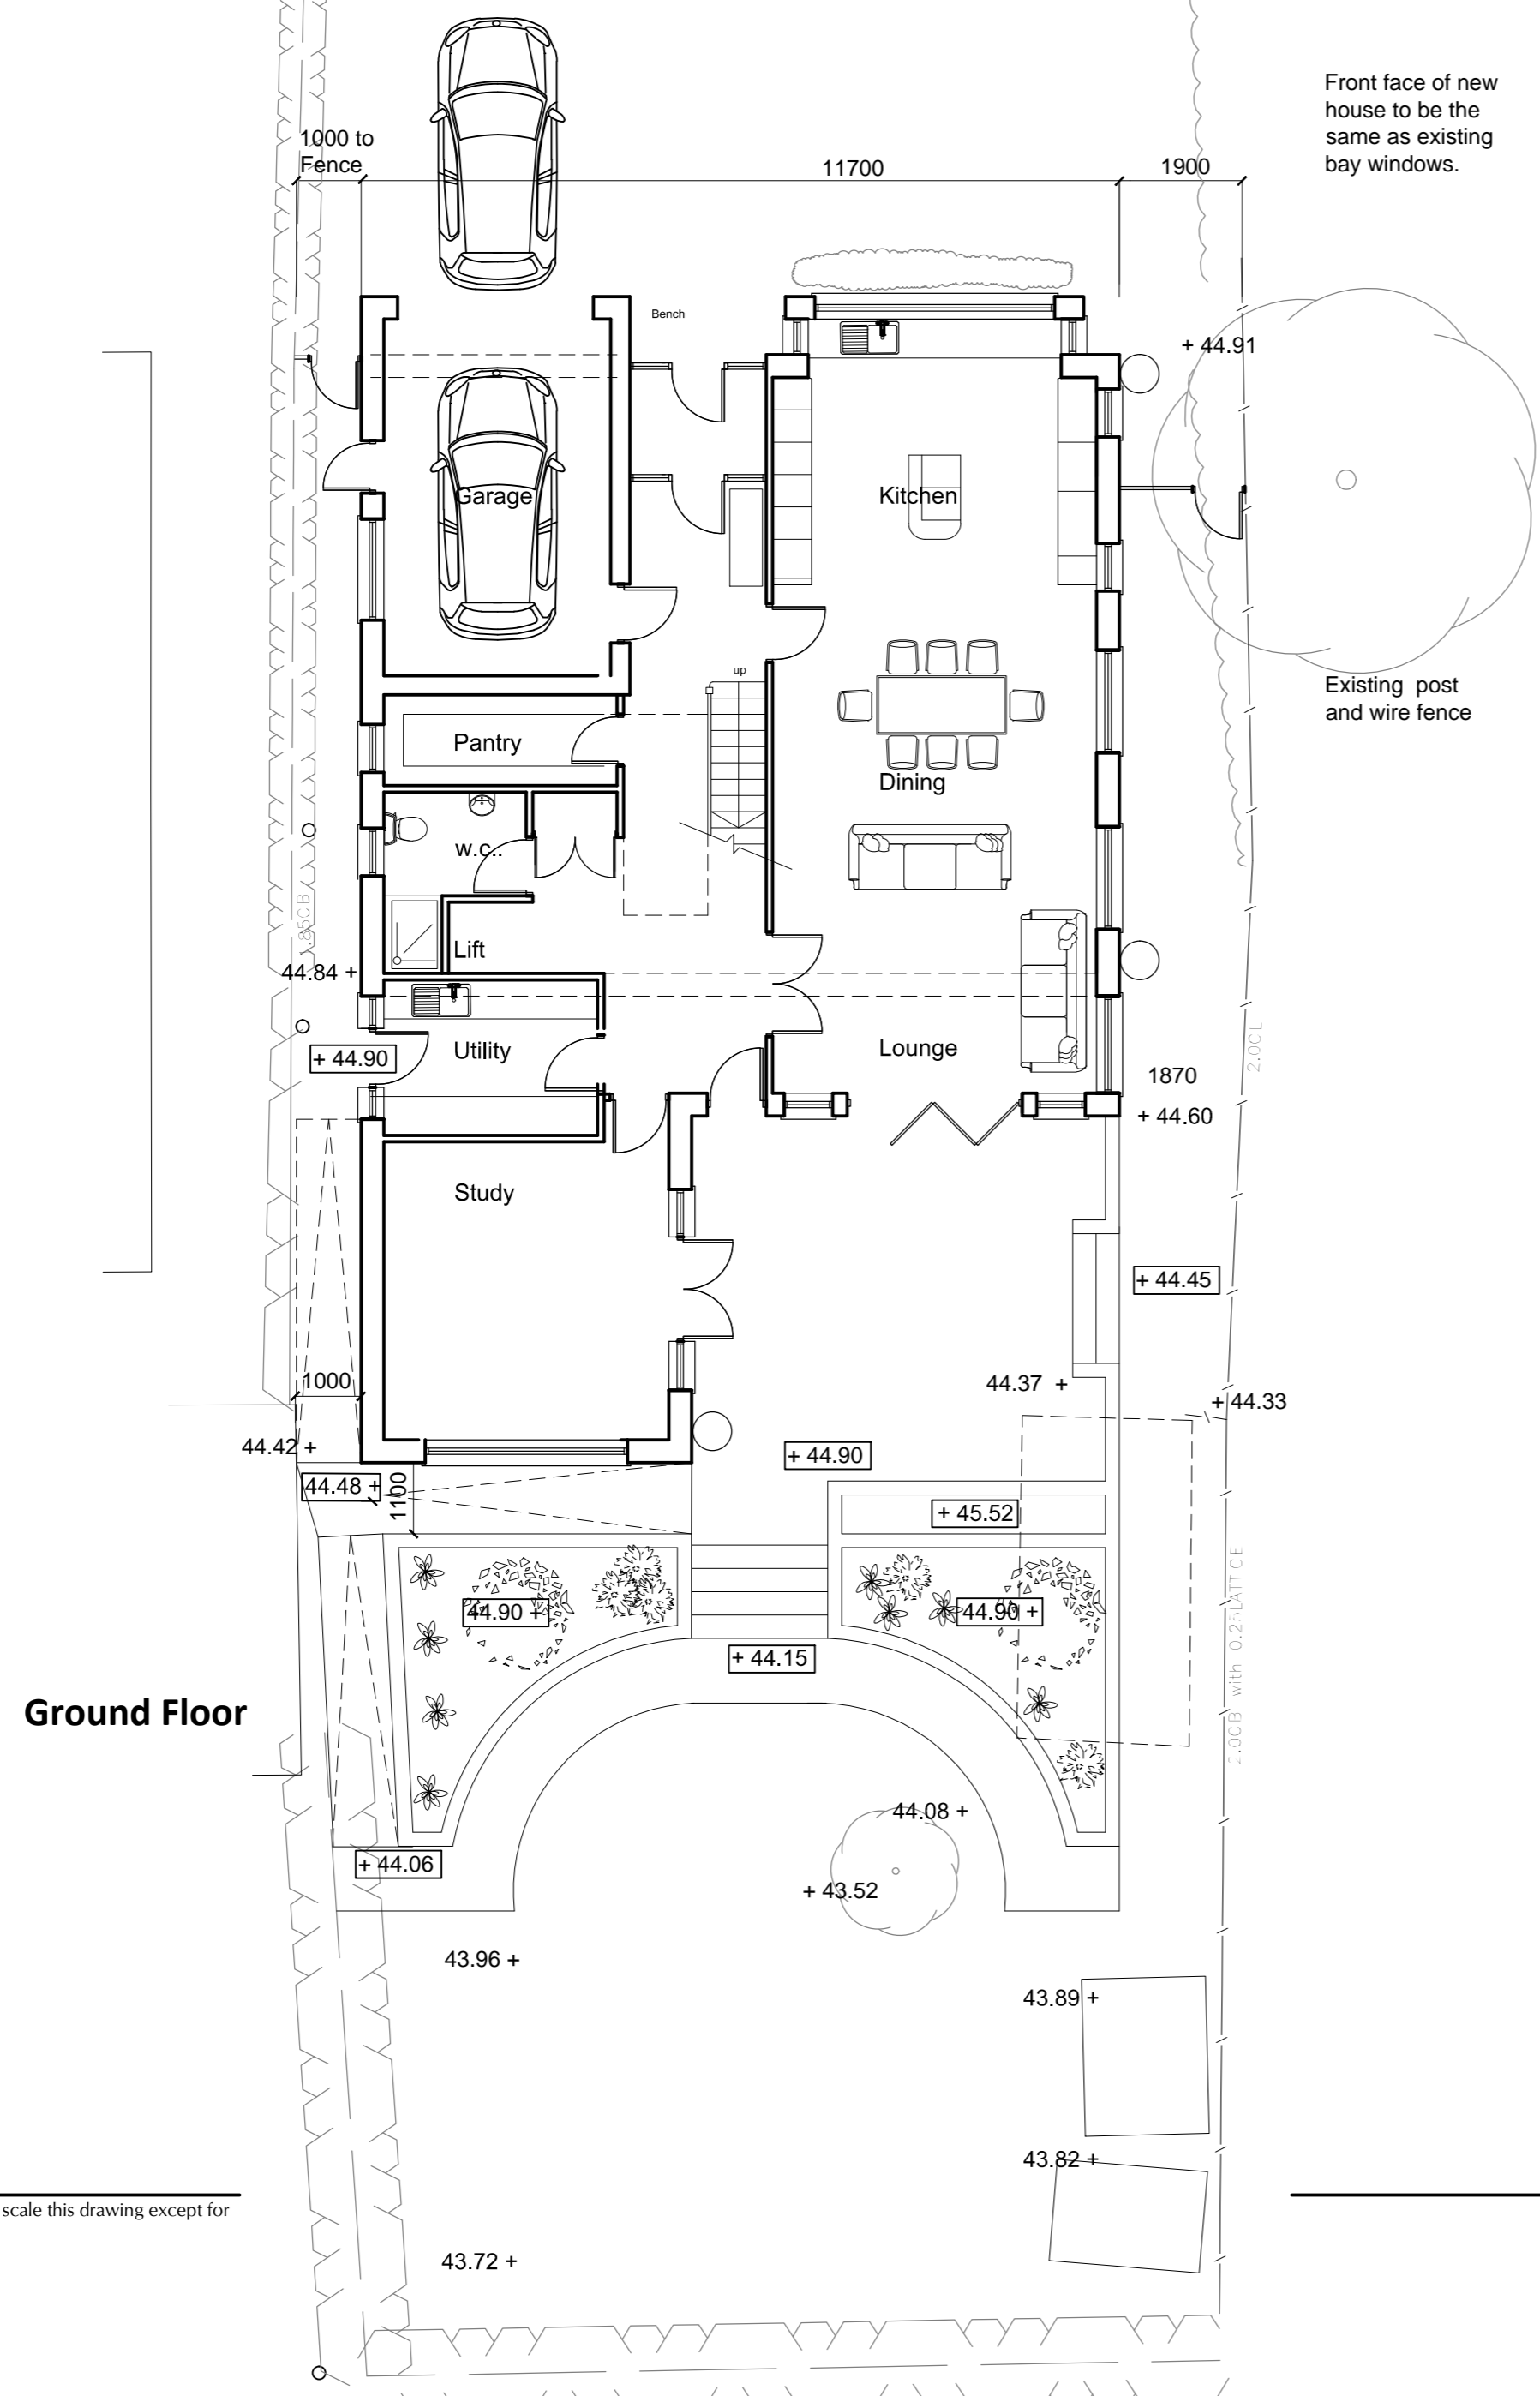 Front face of new
house to be the
same as existing
bay windows.
1000 to
Fence
11700
1900
Bench
+ 44.91
Garage
Kitchen
up
Existing post
and wire fence
Pantry
Dining
w.c..
.85CB
Lift
44.84 +
+ 44.90
Utility
Lounge
2.0CL
1870
+ 44.60
Study
+ 44.45
1000
44.37 +
+ 44.33
44.42 +
+ 44.90
44.48 +
1100
+ 45.52
44.90 +
44.90 +
+ 44.15
2.0CB with 0.25LATTICE
Ground Floor
44.08 +
+ 44.06
+ 43.52
43.96 +
43.89 +
43.82 +
scale this drawing except for
43.72 +